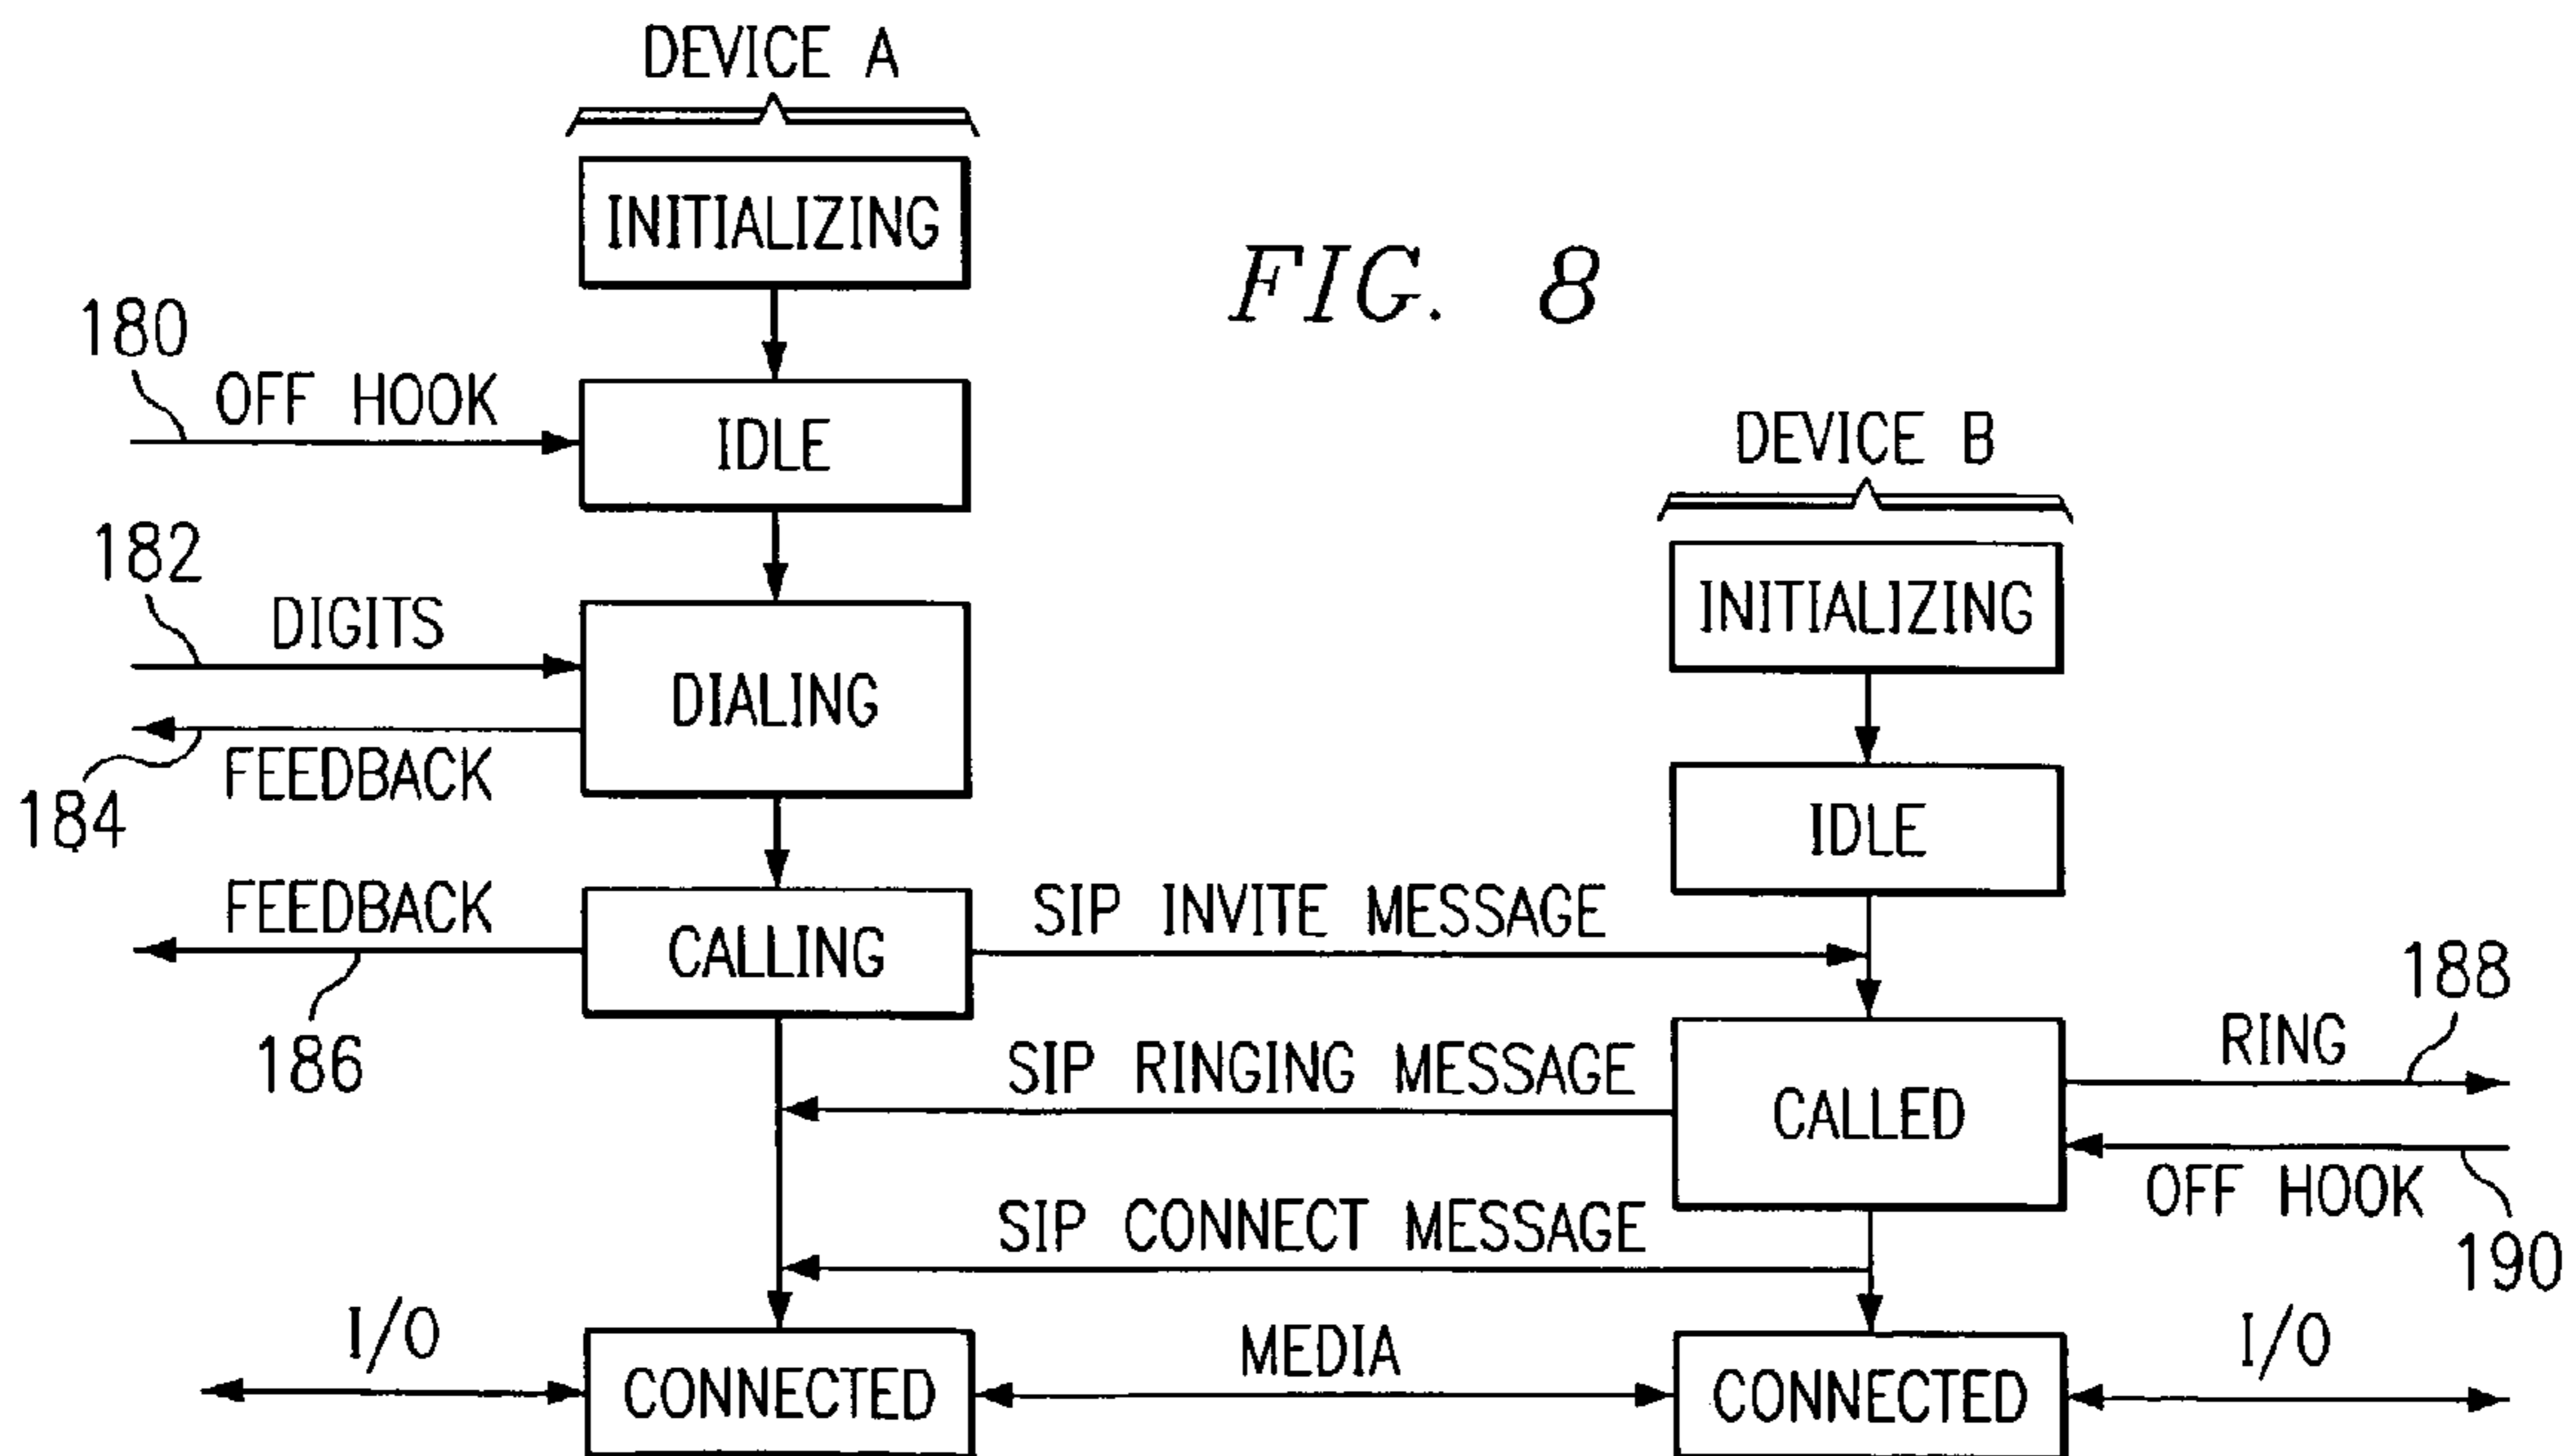 DEVICE A
INITIALIZING
FIG. 8
180
OFF HOOK
IDLE
DEVICE B
182
DIGITS
INITIALIZING
DIALING
FEEDBACK
184
IDLE
FEEDBACK
SIP INVITE MESSAGE
CALLING
188
186
RING
SIP RINGING MESSAGE
CALLED
OFF HOOK
SIP CONNECT MESSAGE
190
I/O
MEDIA
I/O
CONNECTED
CONNECTED